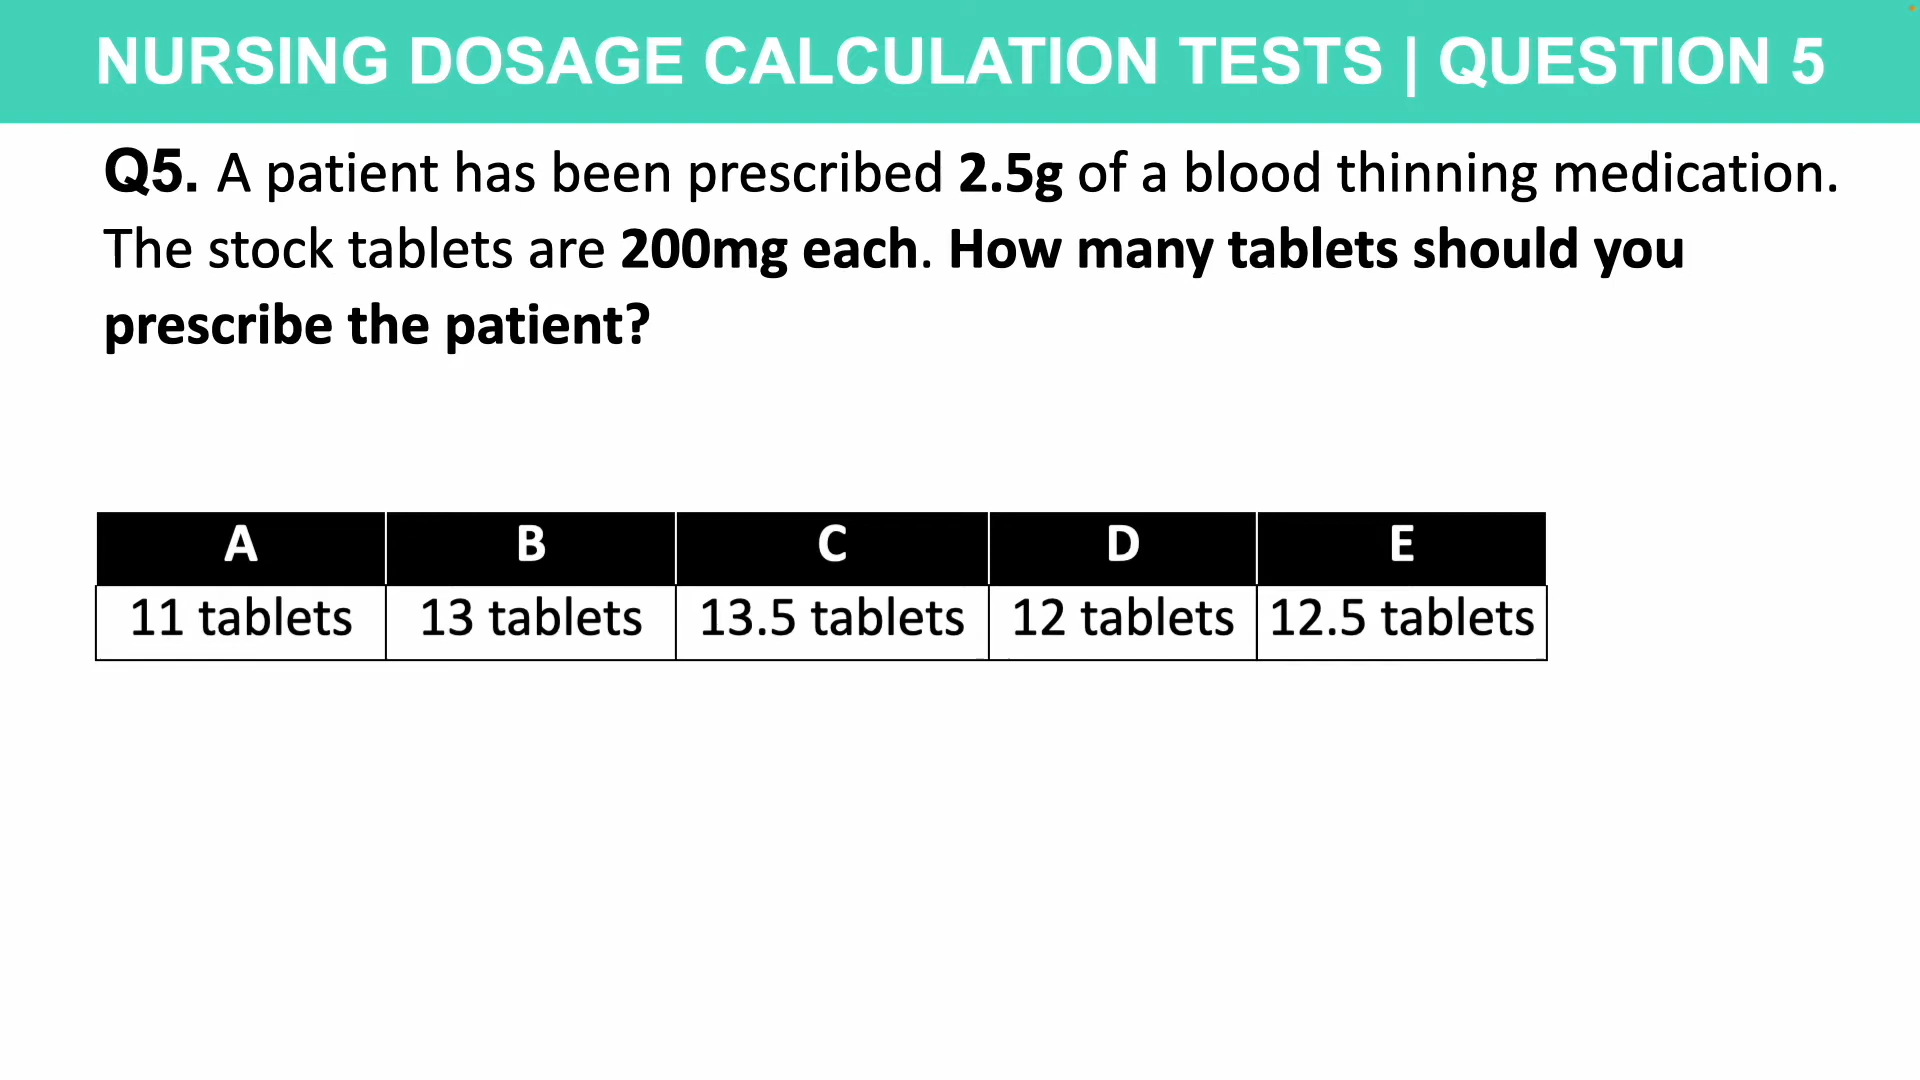 NURSING DOSAGE CALCULATION TESTS | QUESTION 5
Q5. A patient has been prescribed 2.5g of a blood thinning medication.
The stock tablets are 200mg each. How many tablets should you
prescribe the patient?
A B C D E
11 tablets 13 tablets 13.5 tablets 12 tablets 12.5 tablets